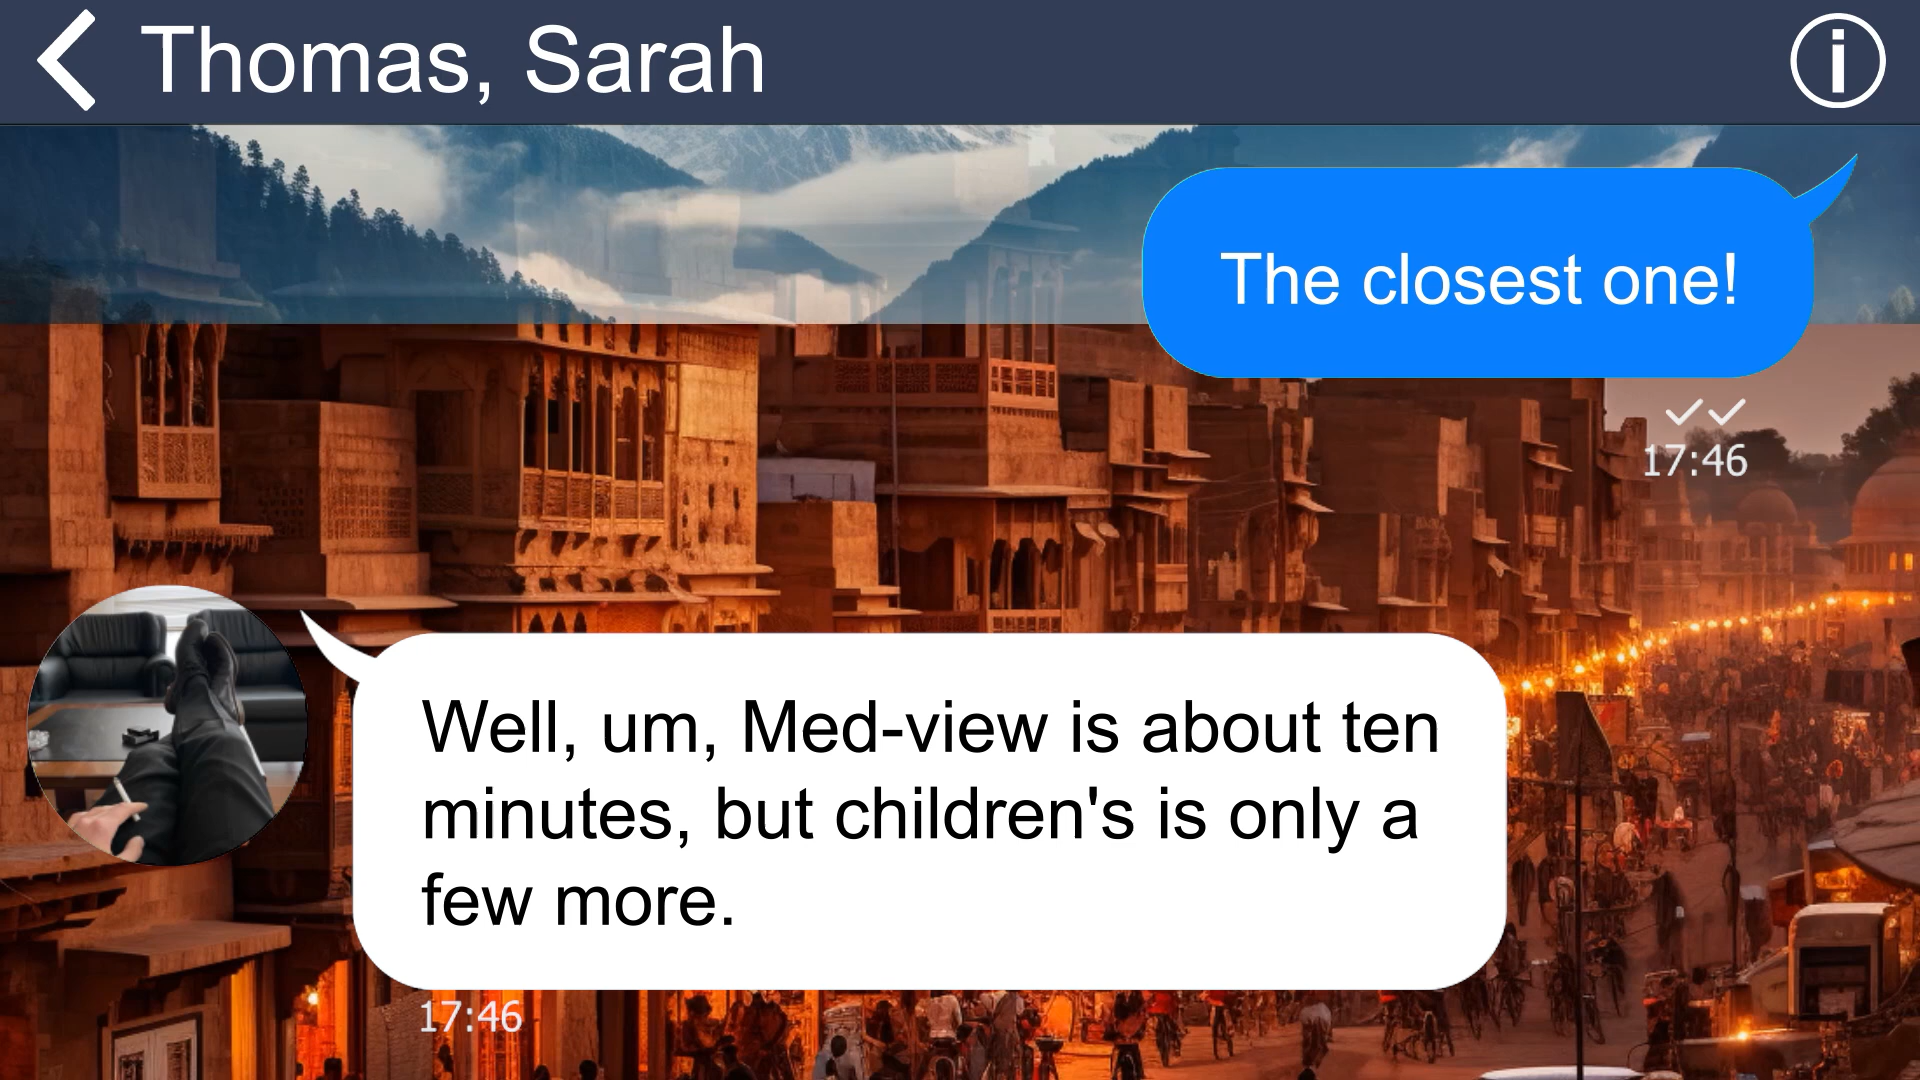 Thomas, Sarah
The closest one!
17:46
Well, um, Med-view is about ten
minutes, but children's is only a
few more.
17:46